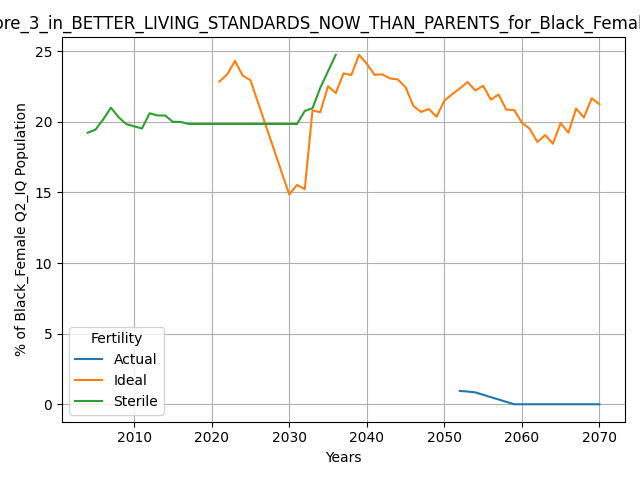 ore_3_in_BETTER_LIVING_STANDARDS_NOW_THAN_PARENTS_for_Black_Femal
% of Black_Female Q2_IQ Population
25
20
15
10
5
0
Fertility
Actual
Ideal
Sterile
2010 2020 2030 2040 2050 2060 2070
Years